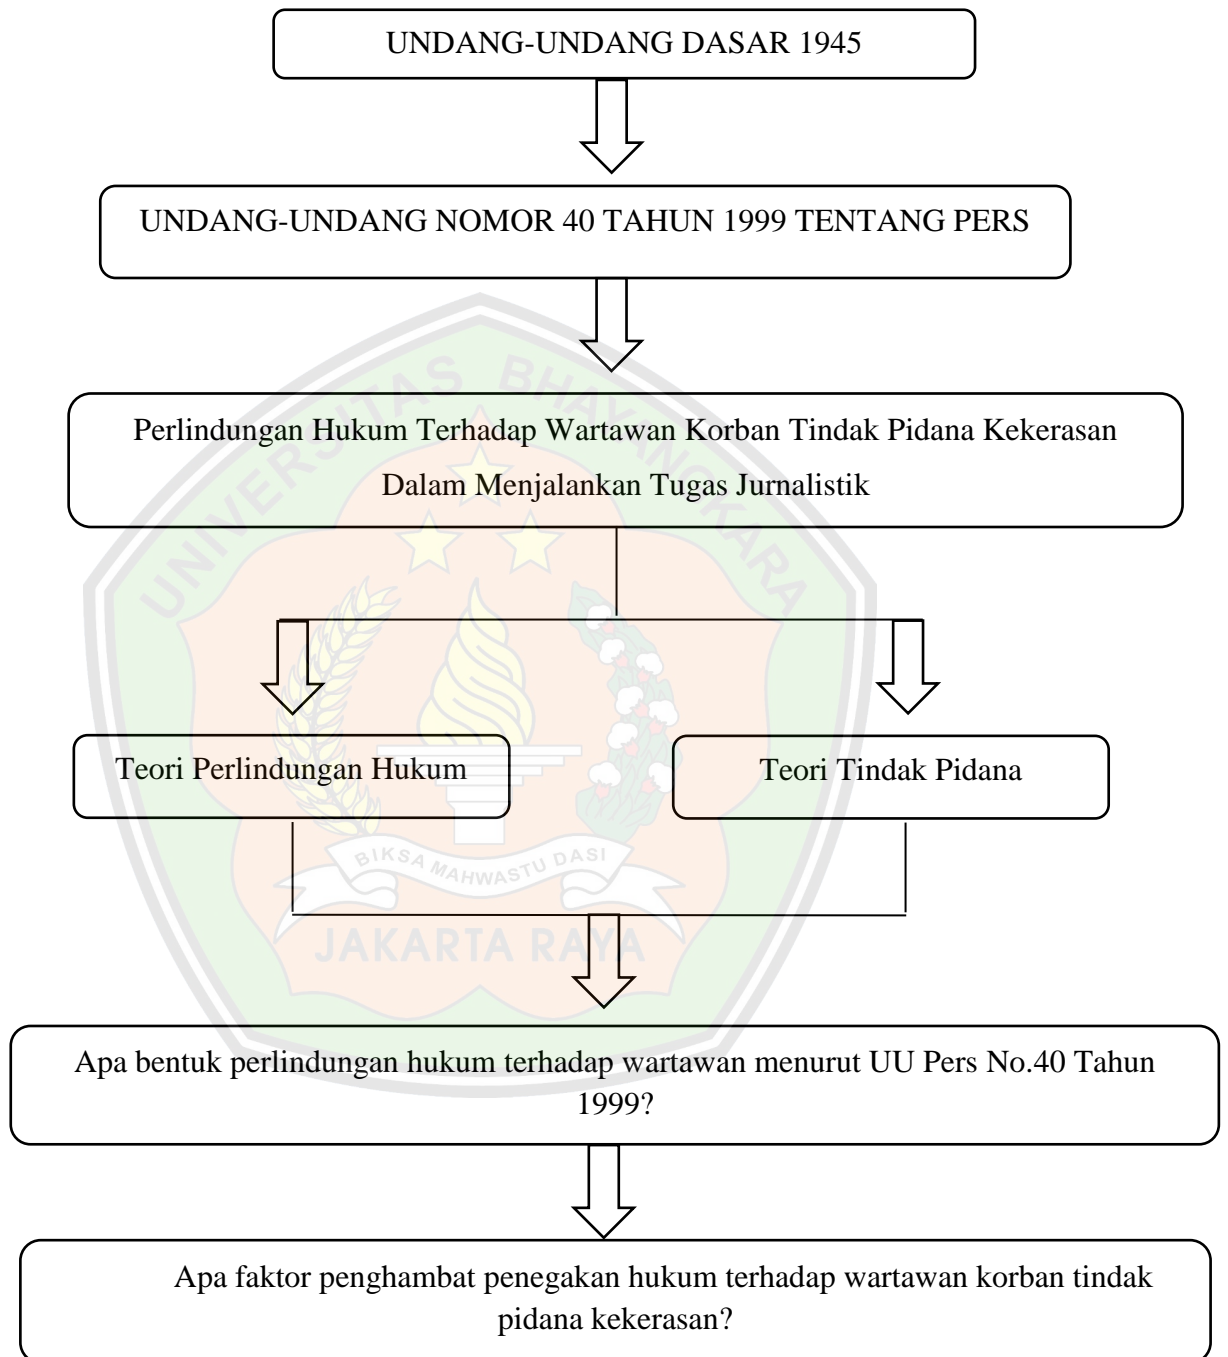 UNDANG-UNDANG DASAR 1945
UNDANG-UNDANG NOMOR 40 TAHUN 1999 TENTANG PERS
UNIVERSITAS BHAYANGKARA
Perlindungan Hukum Terhadap Wartawan Korban Tindak Pidana Kekerasan
Dalam Menjalankan Tugas Jurnalistik
Teori Perlindungan Hukum
Teori Tindak Pidana
BIKSA MAHWASTU DASI
JAKARTA RAYA
Apa bentuk perlindungan hukum terhadap wartawan menurut UU Pers No.40 Tahun
1999?
Apa faktor penghambat penegakan hukum terhadap wartawan korban tindak
pidana kekerasan?